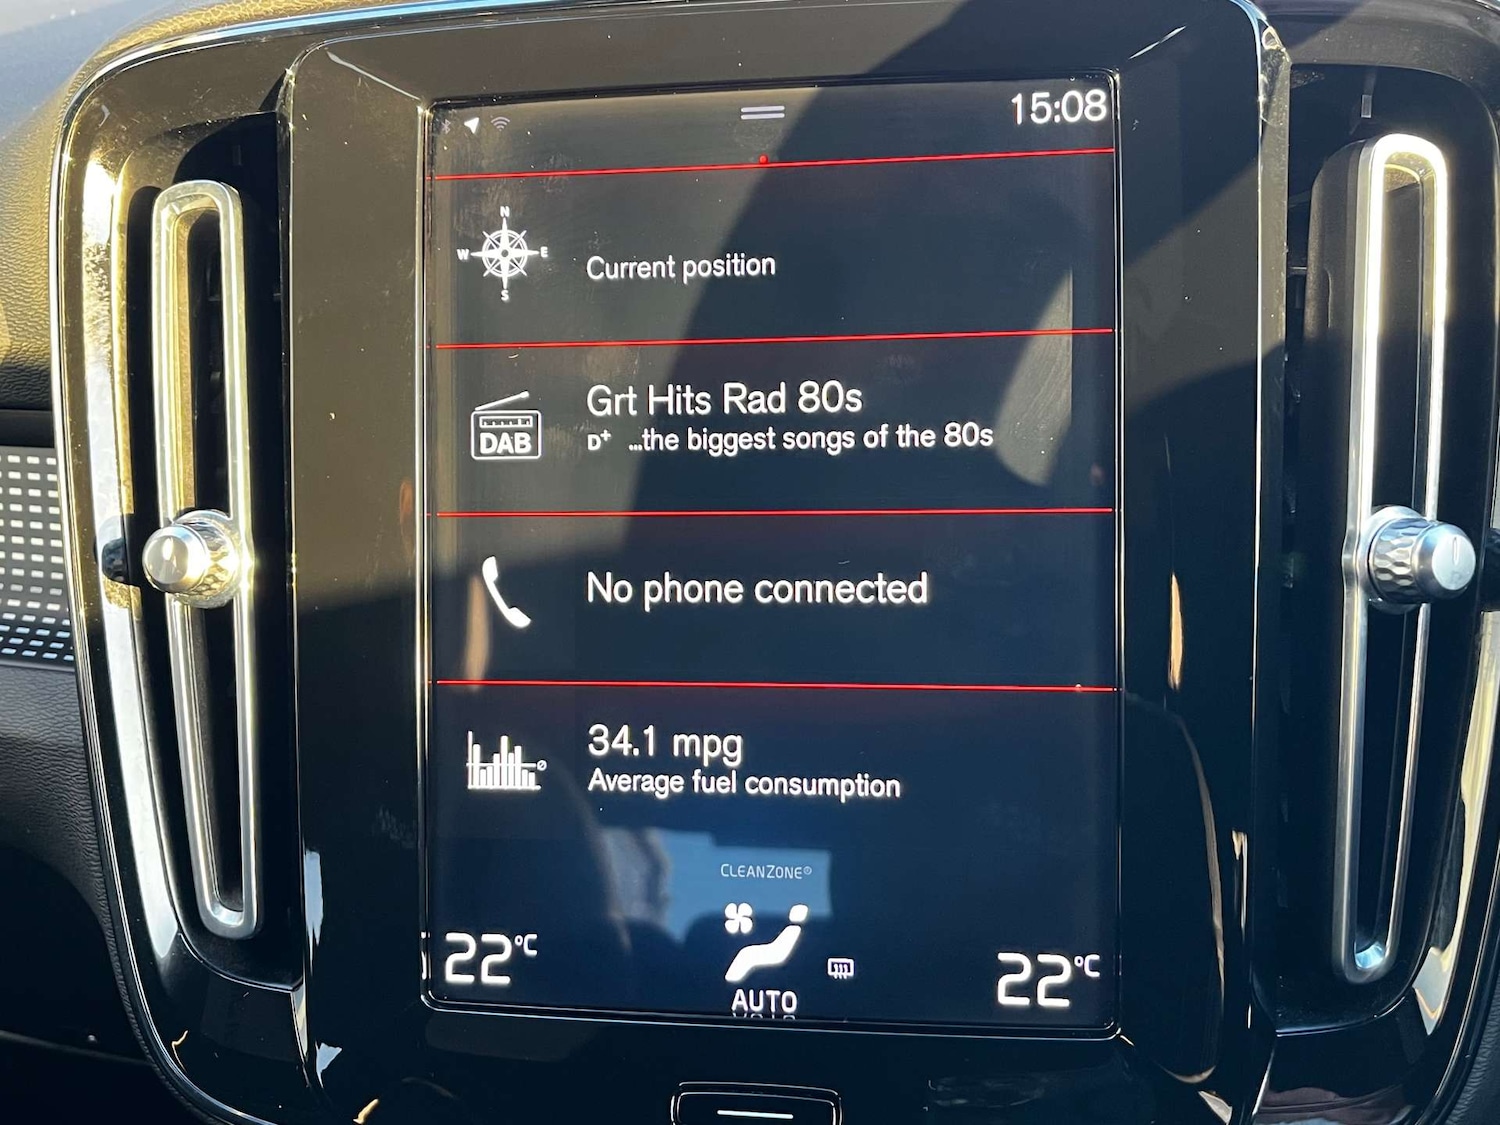 15:08
N
W E
S
Current position
DAB
Grt Hits Rad 80s
D+ ...the biggest songs of the 80s
No phone connected
34.1 mpg
Average fuel consumption
CLEANZONE®
22°C
22°C
AUTO